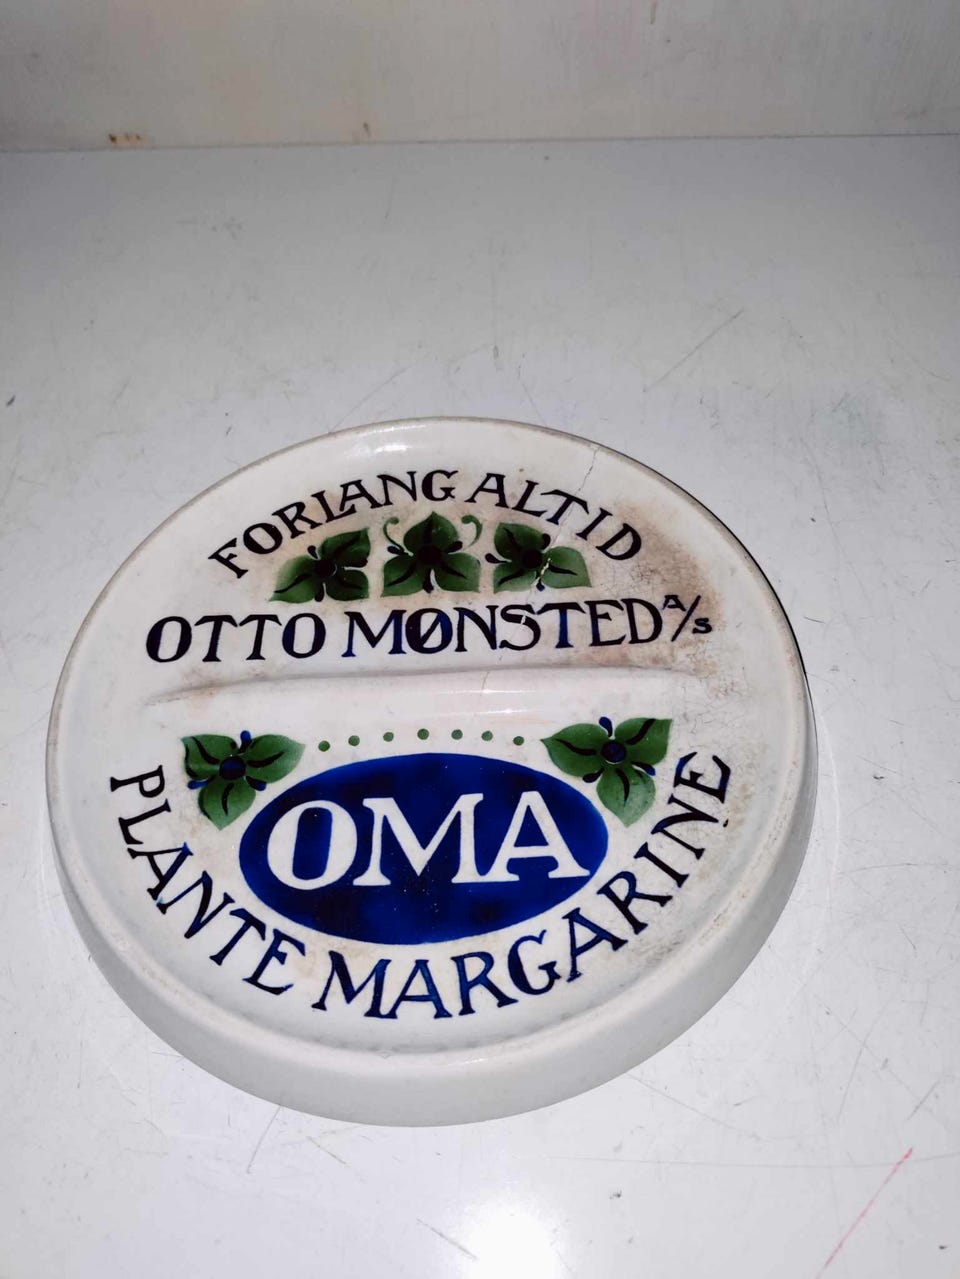 FORLANG ALTID
OTTO MØNSTED A/S
OMA
PLANTE MARGARINE